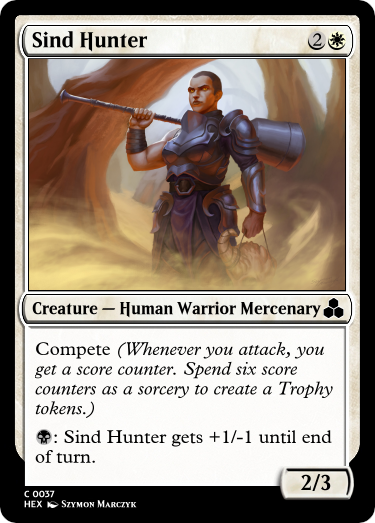 Sind Hunter 2
Creature — Human Warrior Mercenary
Compete (Whenever you attack, you
get a score counter. Spend six score
counters as a sorcery to create a Trophy
tokens.)
: Sind Hunter gets +1/-1 until end
of turn.
2/3
C 0037
HEX Szymon Marczyk